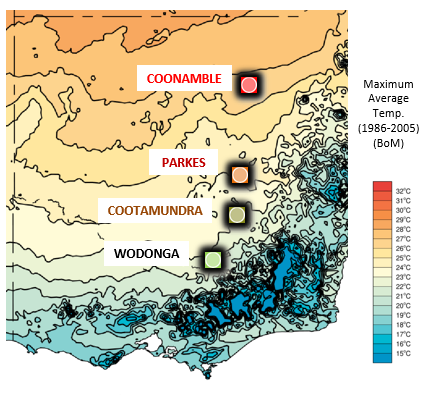 COONAMBLE
PARKES
COOTAMUNDRA
WODONGA
Maximum
Average
Temp.
(1986-2005)
(BoM)
32°C
31°C
30°C
29°C
28°C
27°C
26°C
25°C
24°C
23°C
22°C
21°C
20°C
19°C
18°C
17°C
16°C
15°C